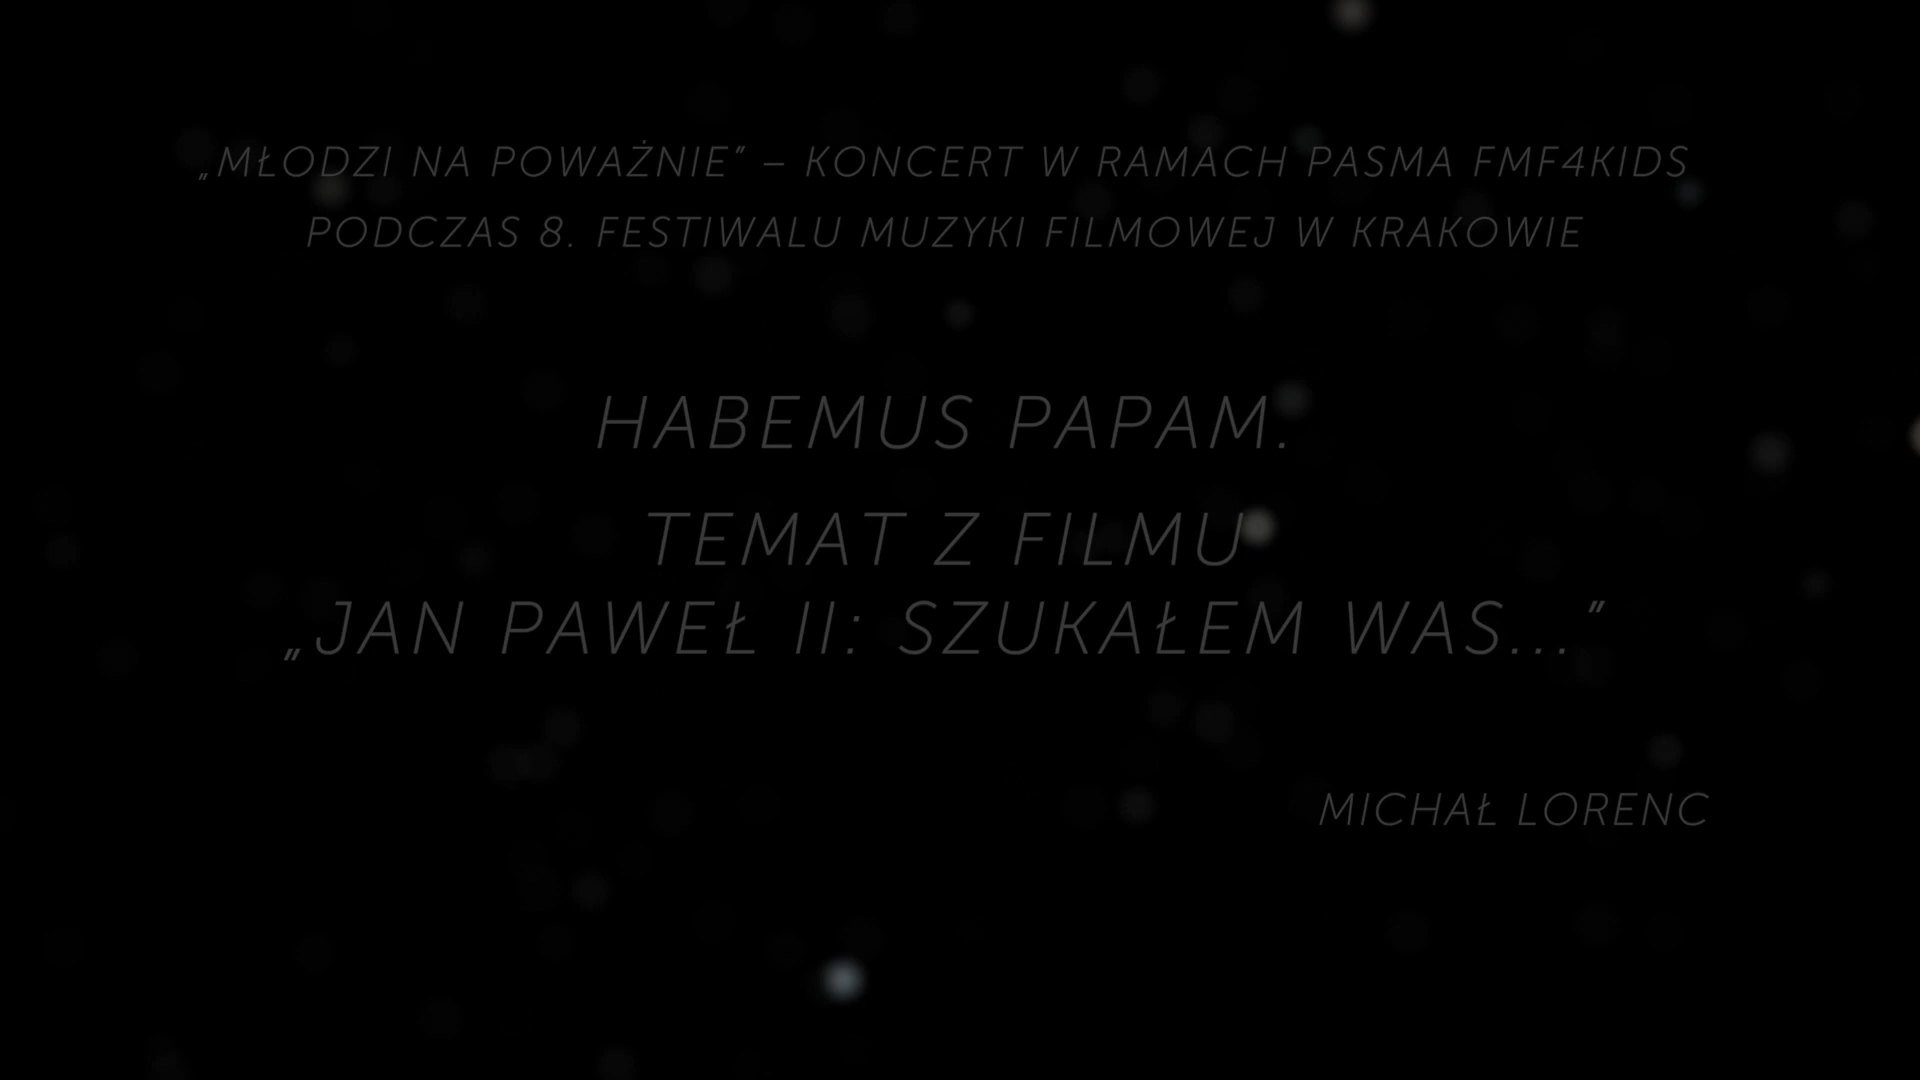 „MŁODZI NA POWAŻNIE” – KONCERT W RAMACH PASMA FMF4KIDS
PODCZAS 8. FESTIWALU MUZYKI FILMOWEJ W KRAKOWIE
HABEMUS PAPAM.
TEMAT Z FILMU
„JAN PAWEŁ II: SZUKAŁEM WAS...”
MICHAŁ LORENC